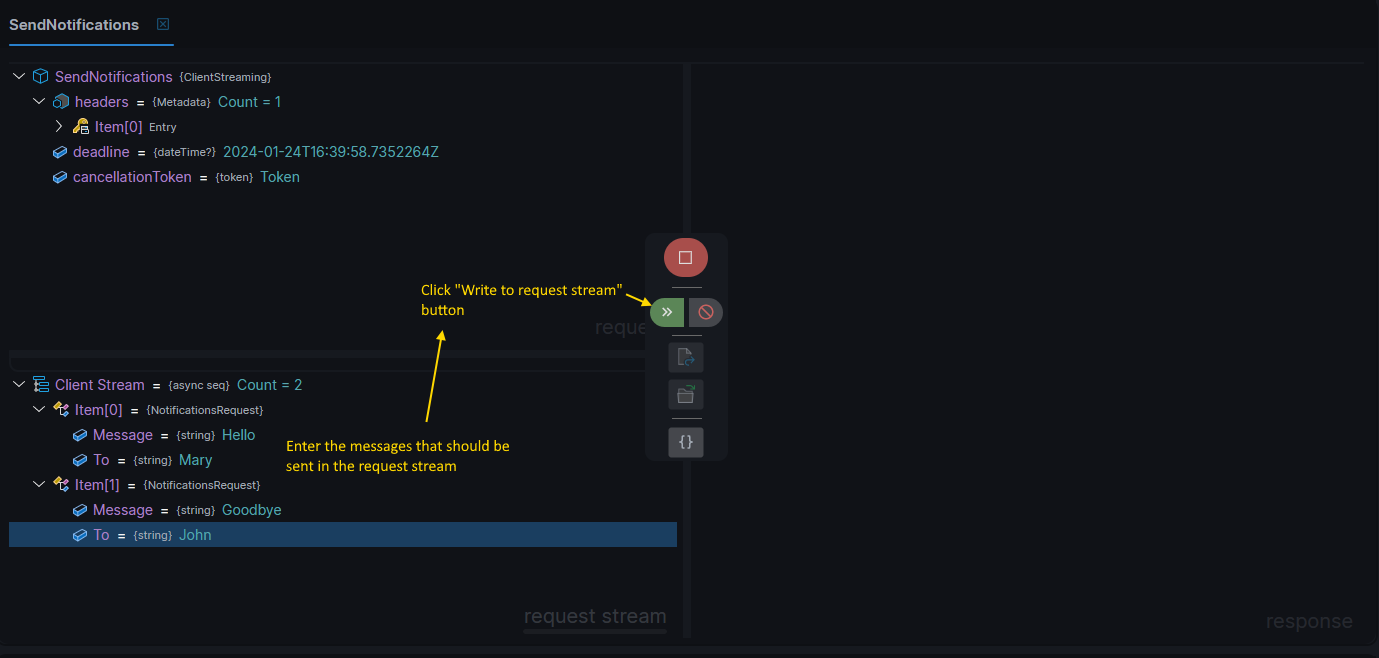 SendNotifications
SendNotifications {ClientStreaming}
headers = {Metadata} Count = 1
Item[0] Entry
deadline = {dateTime?} 2024-01-24T16:39:58.7352264Z
cancellationToken = {token} Token
Click "Write to request stream"
button
Client Stream = {async seq} Count = 2
Item[0] = {NotificationsRequest}
Message = {string} Hello
To = {string} Mary
Enter the messages that should be
sent in the request stream
Item[1] = {NotificationsRequest}
Message = {string} Goodbye
To = {string} John
{}
request stream
response